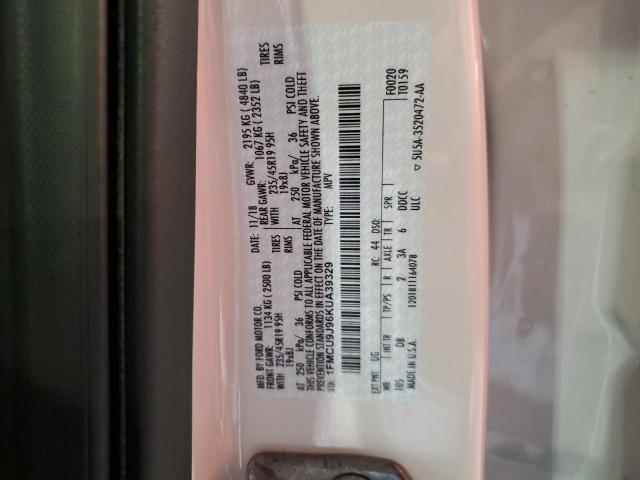 MFD. BY FORD MOTOR CO.
DATE: 11/18 GVWR: 2195 KG ( 4840 LB)
FRONT GAWR: 1134 KG ( 2500 LB) REAR GAWR: 1067 KG ( 2352 LB)
235/45R19 95H TIRES WITH 235/45R19 95H TIRES
19x8J RIMS 19x8J RIMS
AT 250 kPa/ 36 PSI COLD AT 250 kPa/ 36 PSI COLD
THIS VEHICLE CONFORMS TO ALL APPLICABLE FEDERAL MOTOR VEHICLE SAFETY AND THEFT
PREVENTION STANDARDS IN EFFECT ON THE DATE OF MANUFACTURE SHOWN ABOVE.
VIN: 1FMCU9J96KUA39329 TYPE: MPV
F0020
T0159
EXT PNT: UG RC: 44 DSO:
WB INT TR TP/PS R AXLE TR SPR
105 DB 2 3A 6 DDCC
ULC
▽ 5U5A-3520472-AA
MADE IN U.S.A. 1201811164078